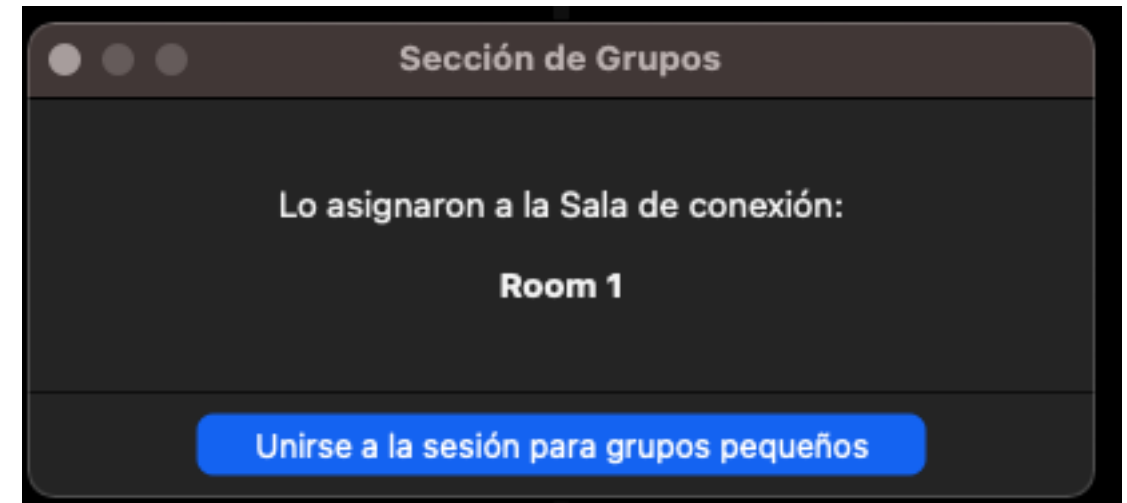 Sección de Grupos
Lo asignaron a la Sala de conexión:
Room 1
Unirse a la sesión para grupos pequeños